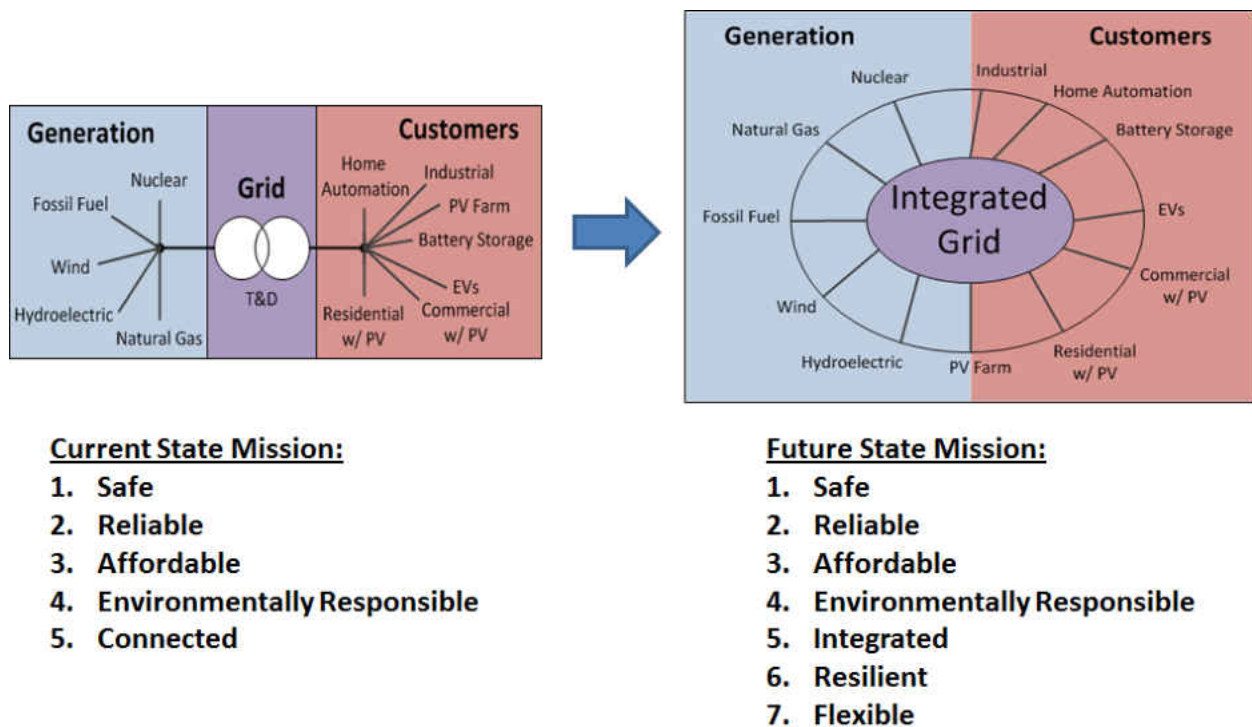 Generation
Grid
Customers
Nuclear
Fossil Fuel
Wind
Hydroelectric
Natural Gas
T&D
Home
Automation
Industrial
PV Farm
Battery Storage
EVs
Commercial
w/ PV
Residential
w/ PV
Generation
Customers
Nuclear
Industrial
Home Automation
Natural Gas
Battery Storage
Integrated
Grid
Fossil Fuel
EVs
Commercial
w/ PV
Wind
Hydroelectric
PV Farm
Residential
w/ PV
Current State Mission:
1. Safe
2. Reliable
3. Affordable
4. Environmentally Responsible
5. Connected
Future State Mission:
1. Safe
2. Reliable
3. Affordable
4. Environmentally Responsible
5. Integrated
6. Resilient
7. Flexible